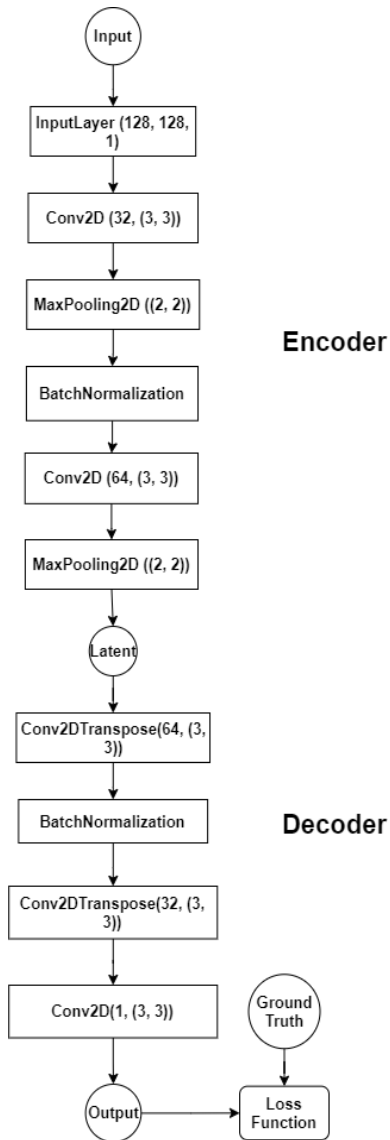 Input
InputLayer (128, 128,
1)
Conv2D (32, (3, 3))
MaxPooling2D ((2, 2))
Encoder
BatchNormalization
Conv2D (64, (3, 3))
MaxPooling2D ((2, 2))
Latent
Conv2DTranspose(64, (3,
3))
BatchNormalization
Decoder
Conv2DTranspose(32, (3,
3))
Conv2D(1, (3, 3))
Ground
Truth
Output
Loss
Function